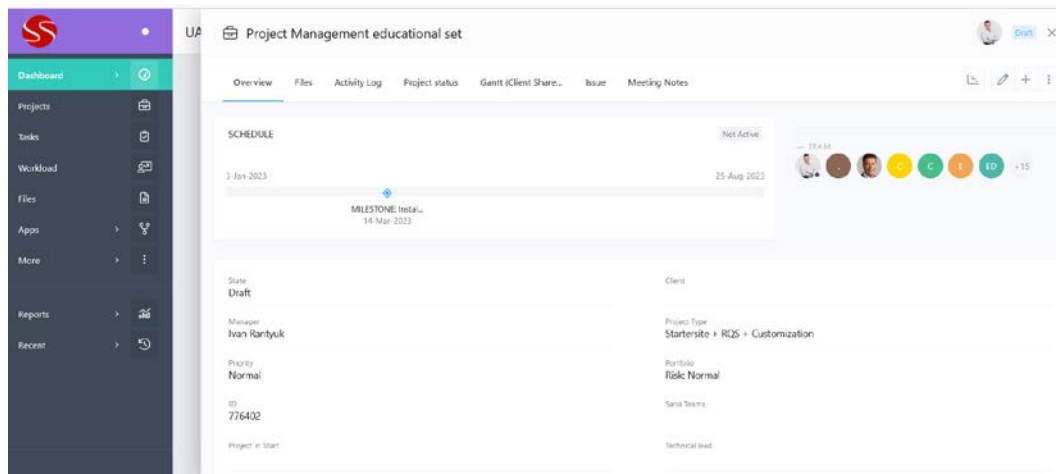 UA
Project Management educational set
Draft
Dashboard
Projects
Tasks
Workload
Files
Apps
More
Reports
Recent
Overview
Files
Activity Log
Project status
Gantt (Client Share...
Issue
Meeting Notes
SCHEDULE
Not Active
3-Jan-2023
25-Aug-2023
MILESTONE: Instal...
14-Mar-2023
TEAM
C
C
E
ED
+15
State
Draft
Manager
Ivan Rantyuk
Priority
Normal
ID
776402
Project in Start
Client
Project Type
Startersite + RQS + Customization
Portfolio
Risk: Normal
Sana Teams
Technical lead